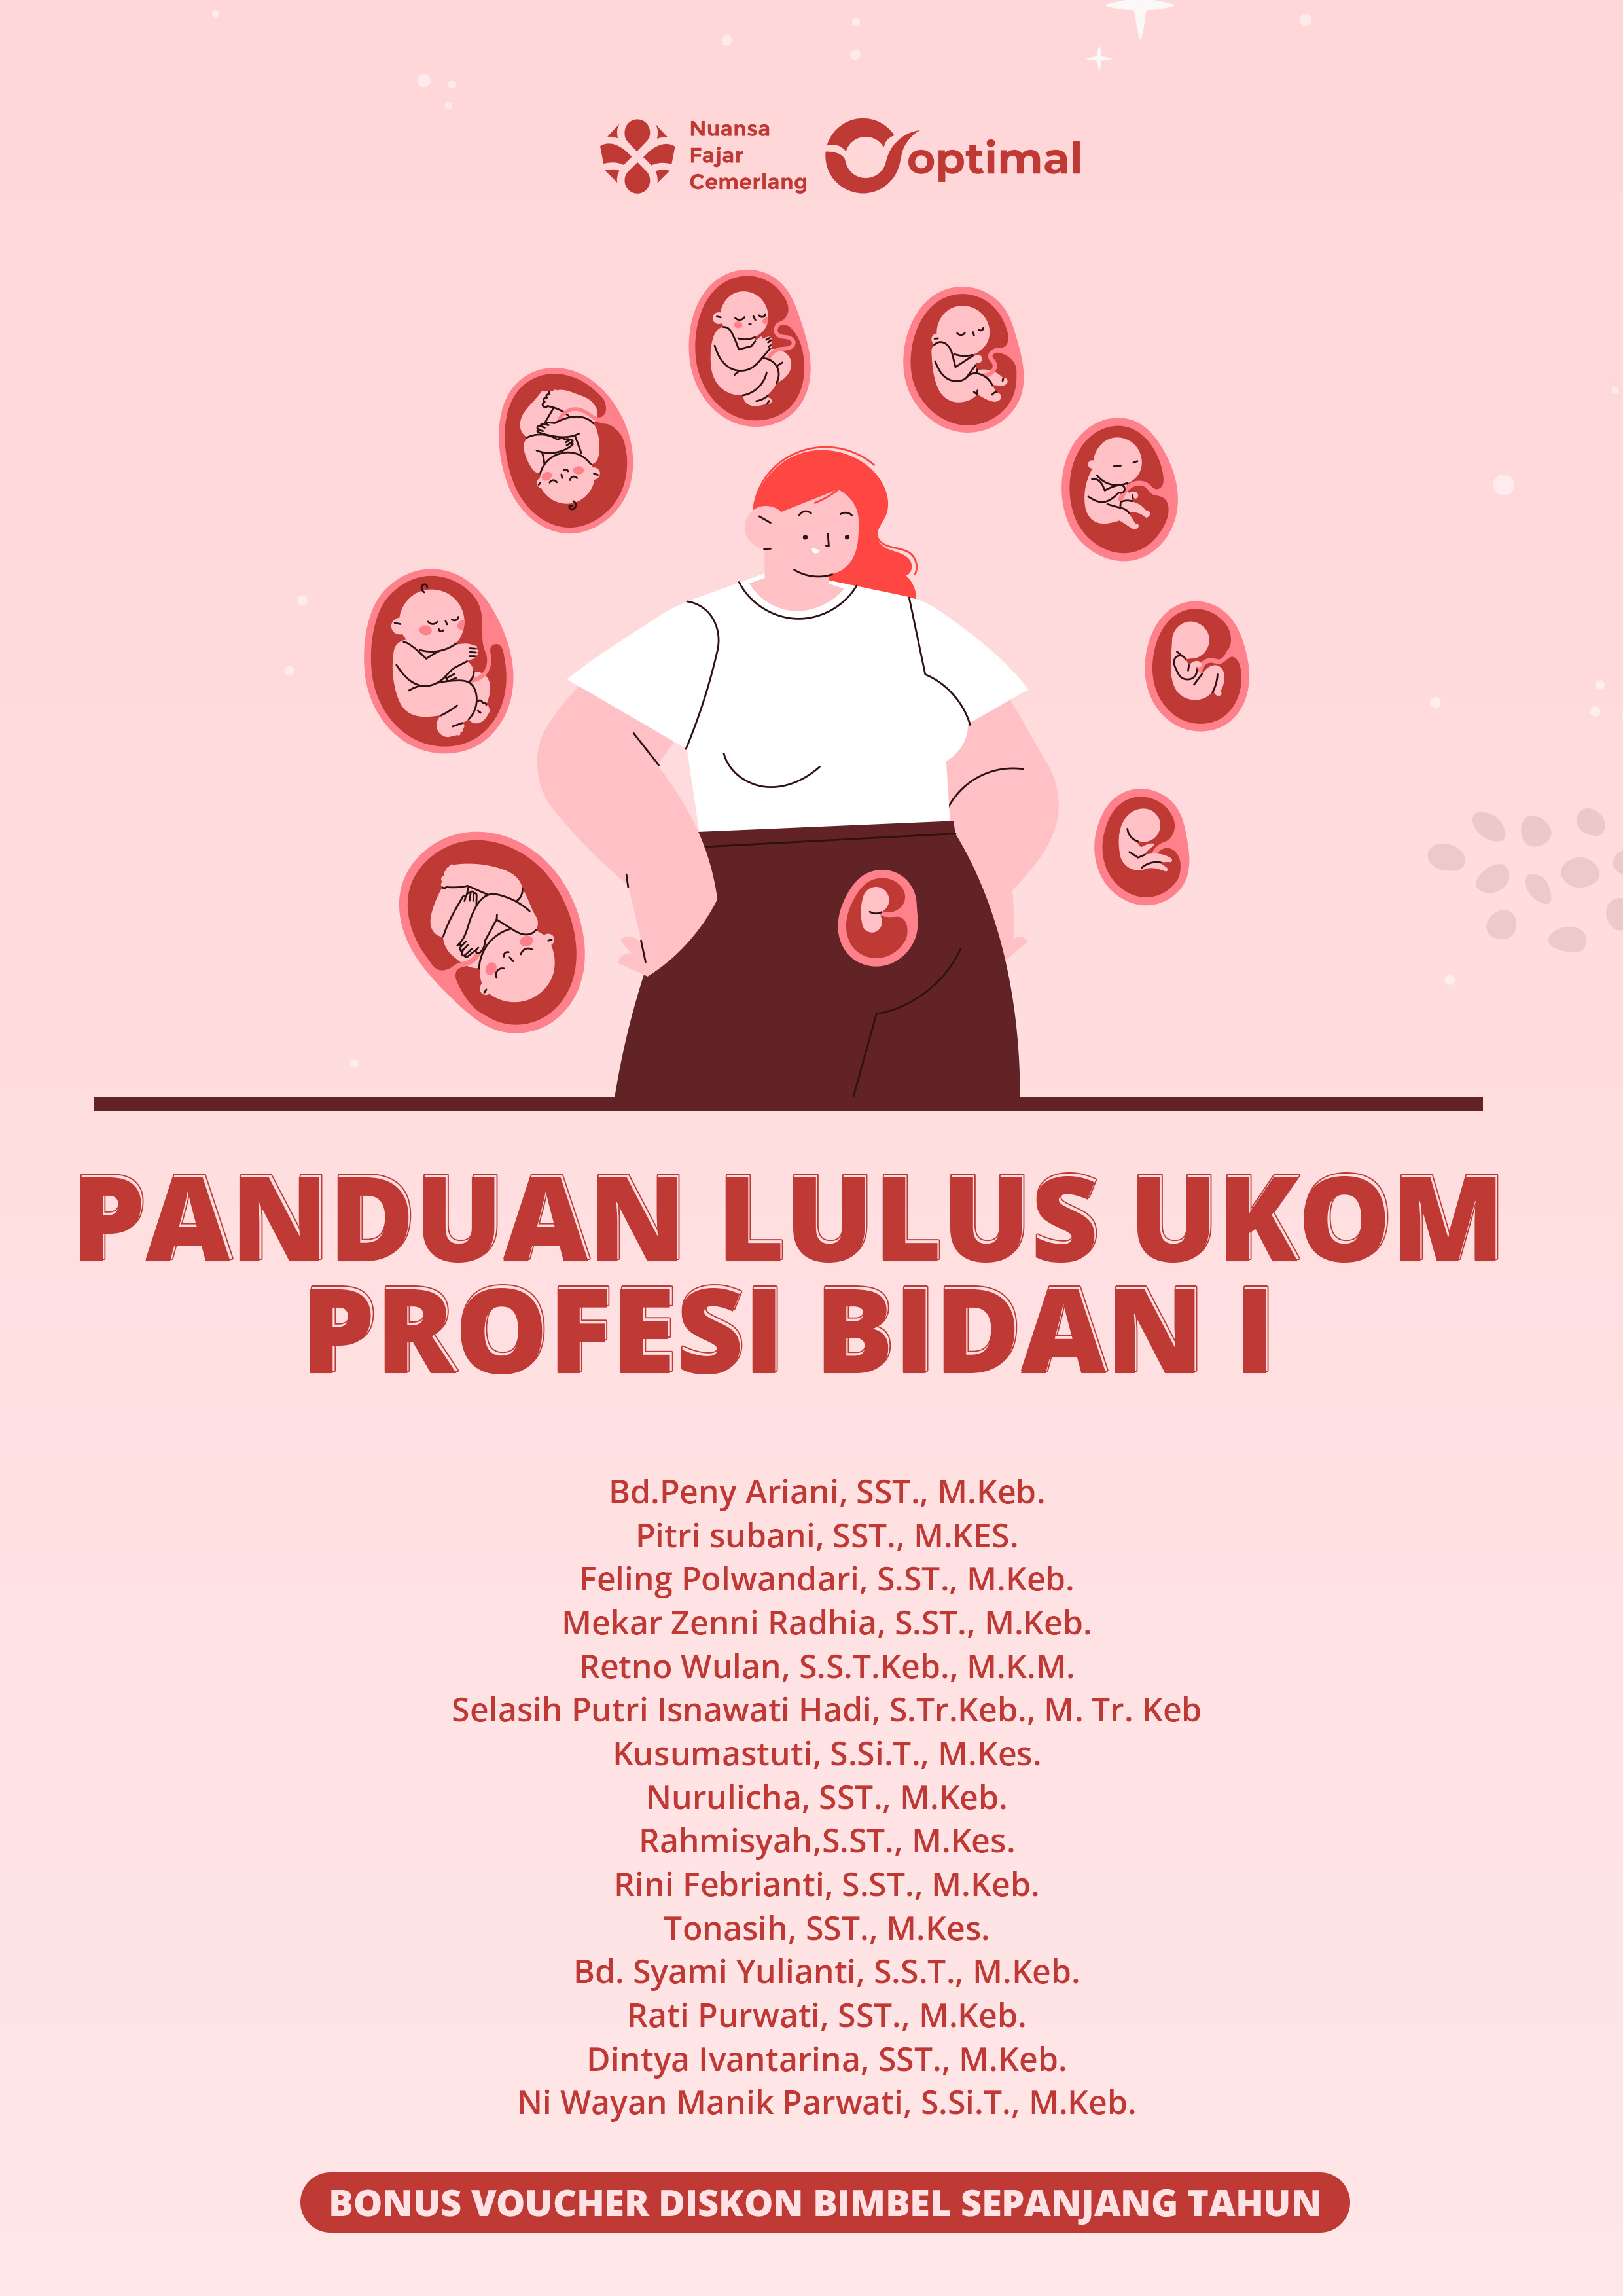 Nuansa
Fajar
Cemerlang
optimal
PANDUAN LULUS UKOM
PROFESI BIDAN I
Bd.Peny Ariani, SST., M.Keb.
Pitri subani, SST., M.KES.
Feling Polwandari, S.ST., M.Keb.
Mekar Zenni Radhia, S.ST., M.Keb.
Retno Wulan, S.S.T.Keb., M.K.M.
Selasih Putri Isnawati Hadi, S.Tr.Keb., M. Tr. Keb
Kusumastuti, S.Si.T., M.Kes.
Nurulicha, SST., M.Keb.
Rahmisyah,S.ST., M.Kes.
Rini Febrianti, S.ST., M.Keb.
Tonasih, SST., M.Kes.
Bd. Syami Yulianti, S.S.T., M.Keb.
Rati Purwati, SST., M.Keb.
Dintya Ivantarina, SST., M.Keb.
Ni Wayan Manik Parwati, S.Si.T., M.Keb.
BONUS VOUCHER DISKON BIMBEL SEPANJANG TAHUN